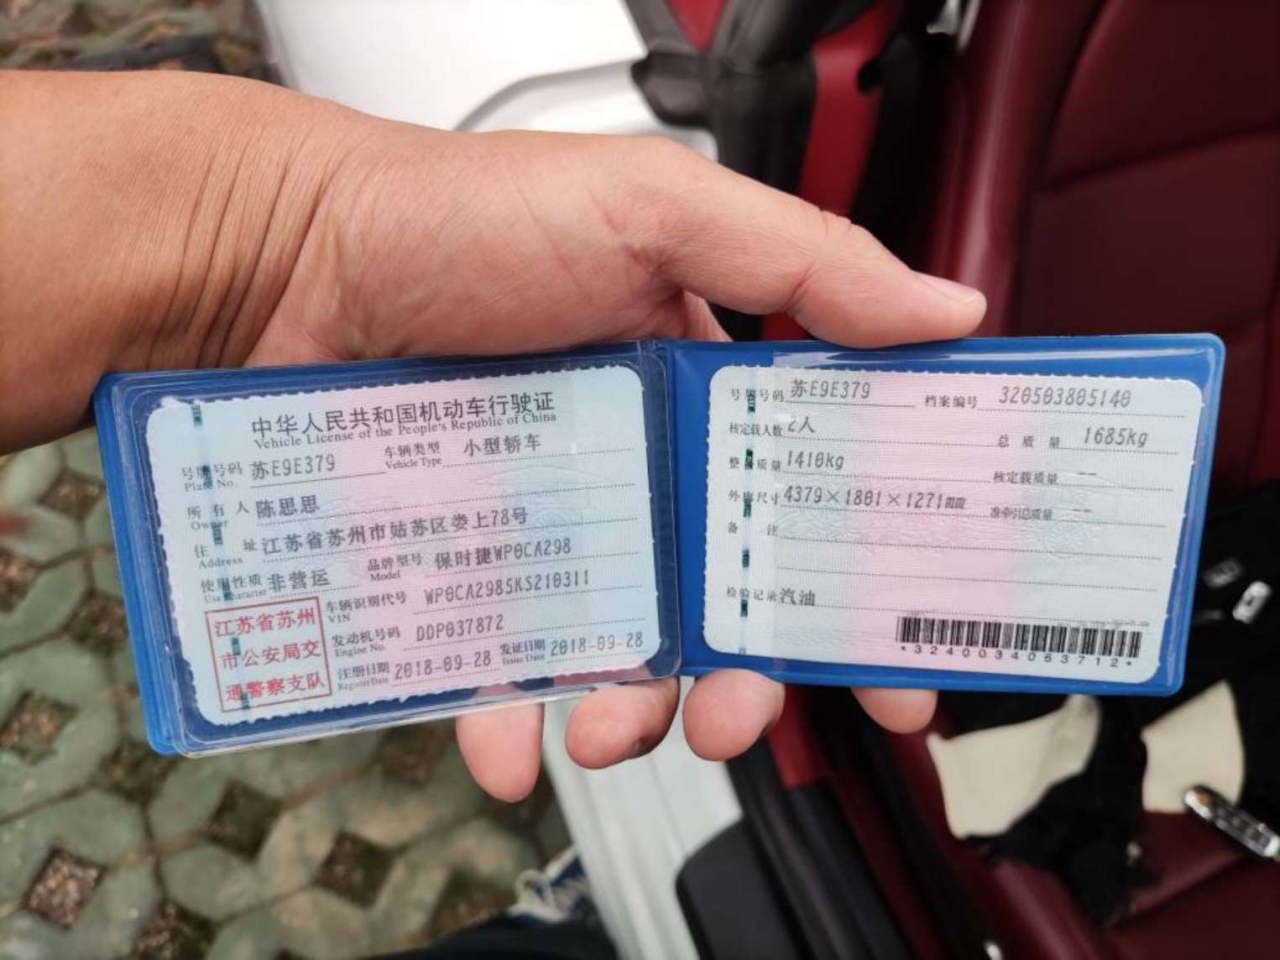 中华人民共和国机动车行驶证
Vehicle License of the People's Republic of China
号牌号码 苏E9E379 车辆类型 小型轿车
Plate No. Vehicle Type
所有人 陈思思
Owner
住址 江苏省苏州市姑苏区娄上78号
Address
使用性质 非营运 品牌型号 保时捷WP0CA298
Use Character Model
江苏省苏州
市公安局交
通警察支队
车辆识别代号 WP0CA2985KS210311
VIN
发动机号码 DDP037872
Engine No.
注册日期 2018-09-28 发证日期 2018-09-28
Register Date Issue Date
号牌号码 苏E9E379 档案编号 320503805140
核定载人数 2人 总质量 1685kg
整备质量 1410kg 核定载质量 --
外廓尺寸 4379×1801×1271mm 准牵引总质量 --
备注
检验记录 汽油
*3240034063712*